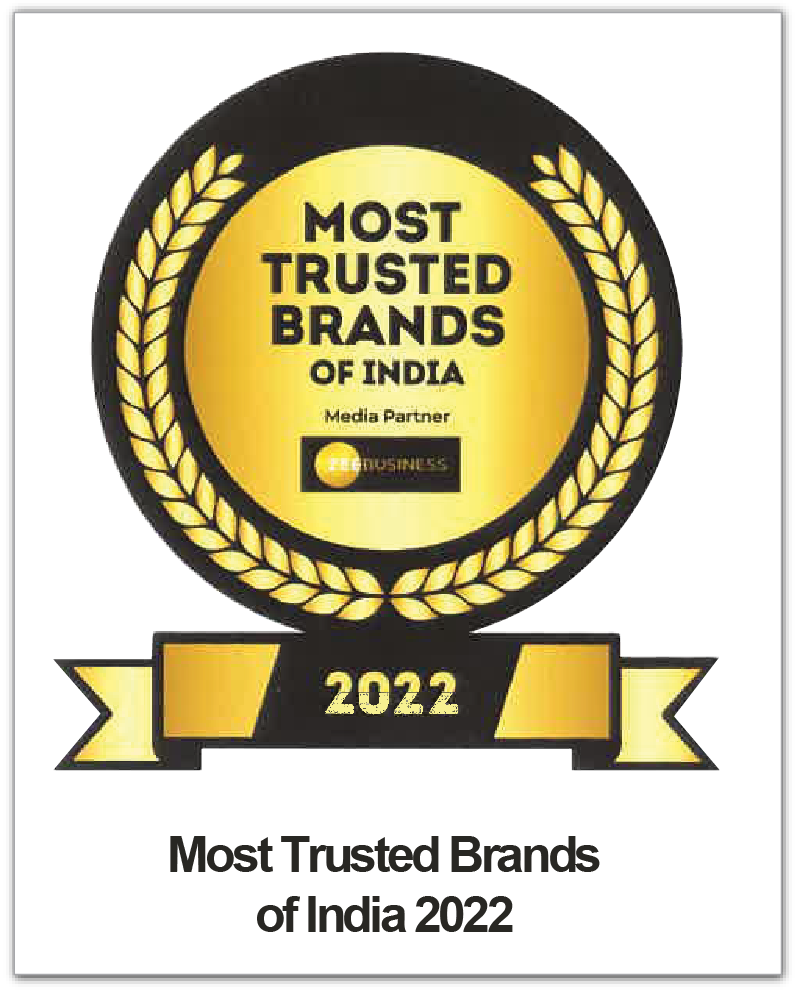 MOST
TRUSTED
BRANDS
OF INDIA
Media Partner
ZEEBUSINESS
2022
Most Trusted Brands
of India 2022